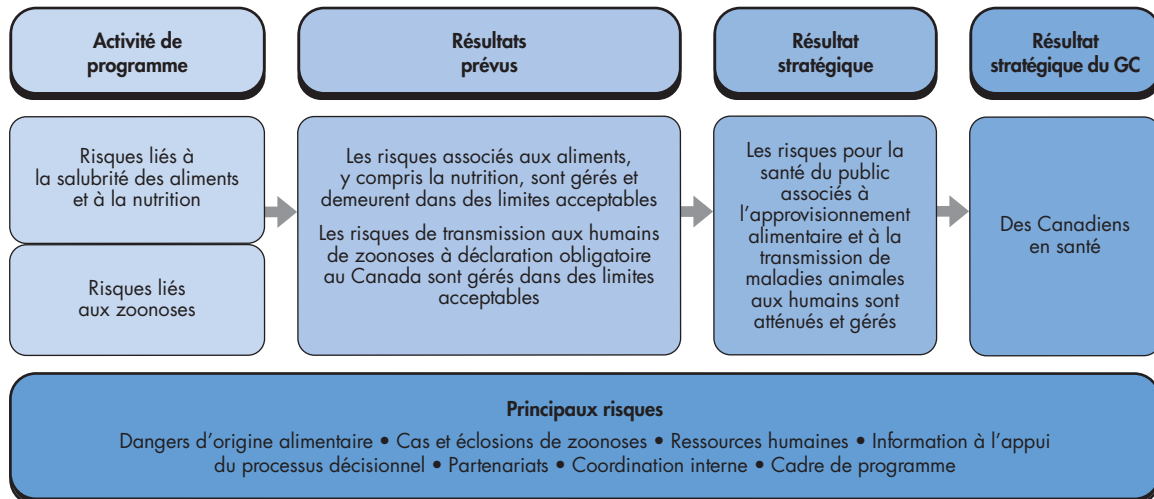 Activité de
programme
Résultats
prévus
Résultat
stratégique
Résultat
stratégique du GC
Risques liés à
la salubrité des aliments
et à la nutrition
Risques liés
aux zoonoses
Les risques associés aux aliments,
y compris la nutrition, sont gérés et
demeurent dans des limites acceptables
Les risques de transmission aux humains
de zoonoses à déclaration obligatoire
au Canada sont gérés dans des limites
acceptables
Les risques pour la
santé du public
associés à
l’approvisionnement
alimentaire et à la
transmission de
maladies animales
aux humains sont
atténués et gérés
Des Canadiens
en santé
Principaux risques
Dangers d’origine alimentaire • Cas et éclosions de zoonoses • Ressources humaines • Information à l’appui
du processus décisionnel • Partenariats • Coordination interne • Cadre de programme